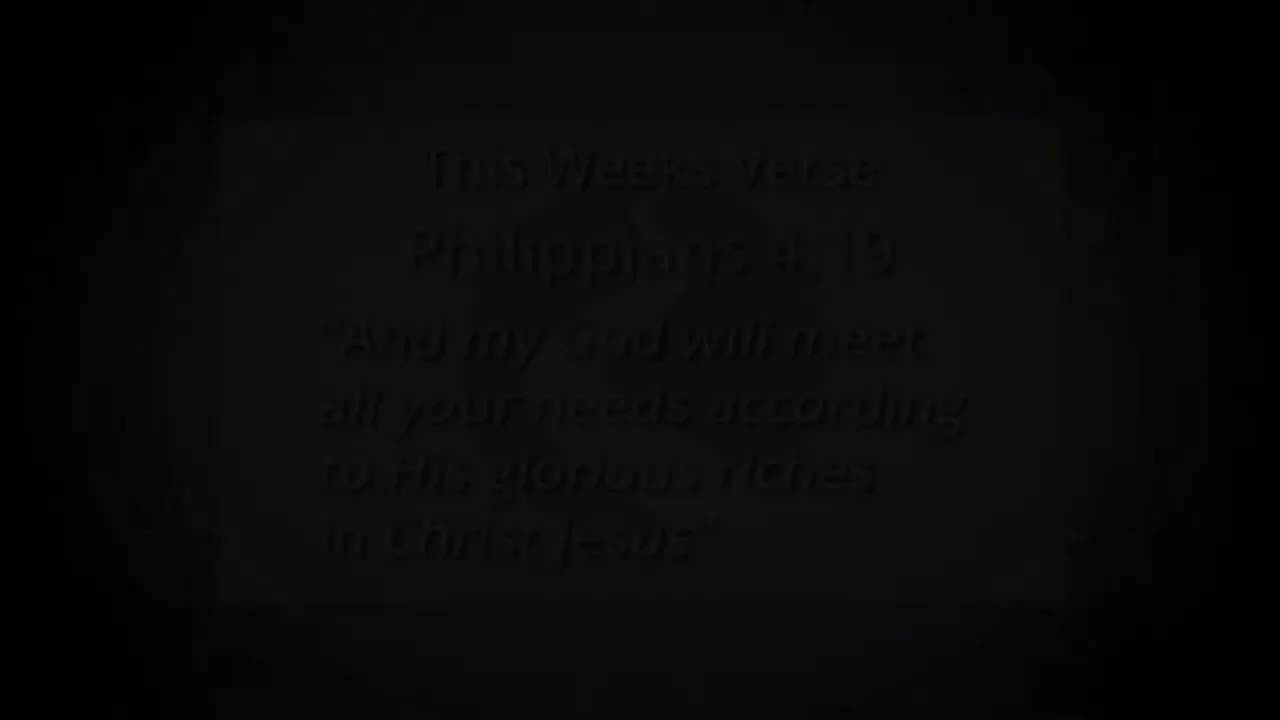 This Weeks Verse
Philippians 4:19
"And my God will meet
all your needs according
to His glorious riches
in Christ Jesus"